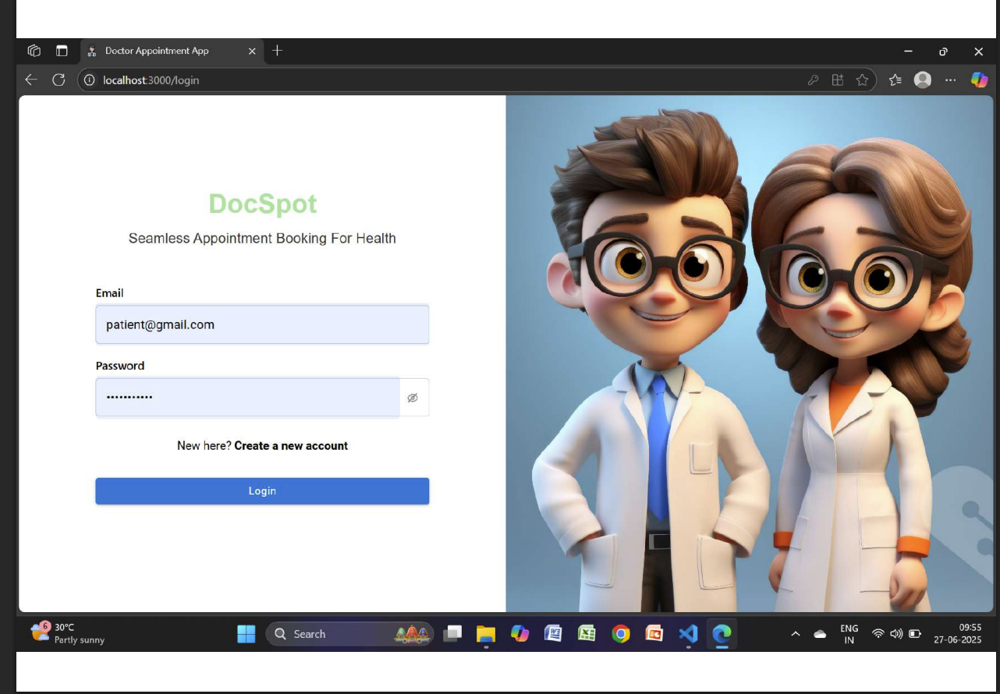 Doctor Appointment App
localhost:3000/login
DocSpot
Seamless Appointment Booking For Health
Email
patient@gmail.com
Password
•••••••••••
New here? Create a new account
Login
6
30°C
Partly sunny
Search
ENG
IN
09:55
27-06-2025